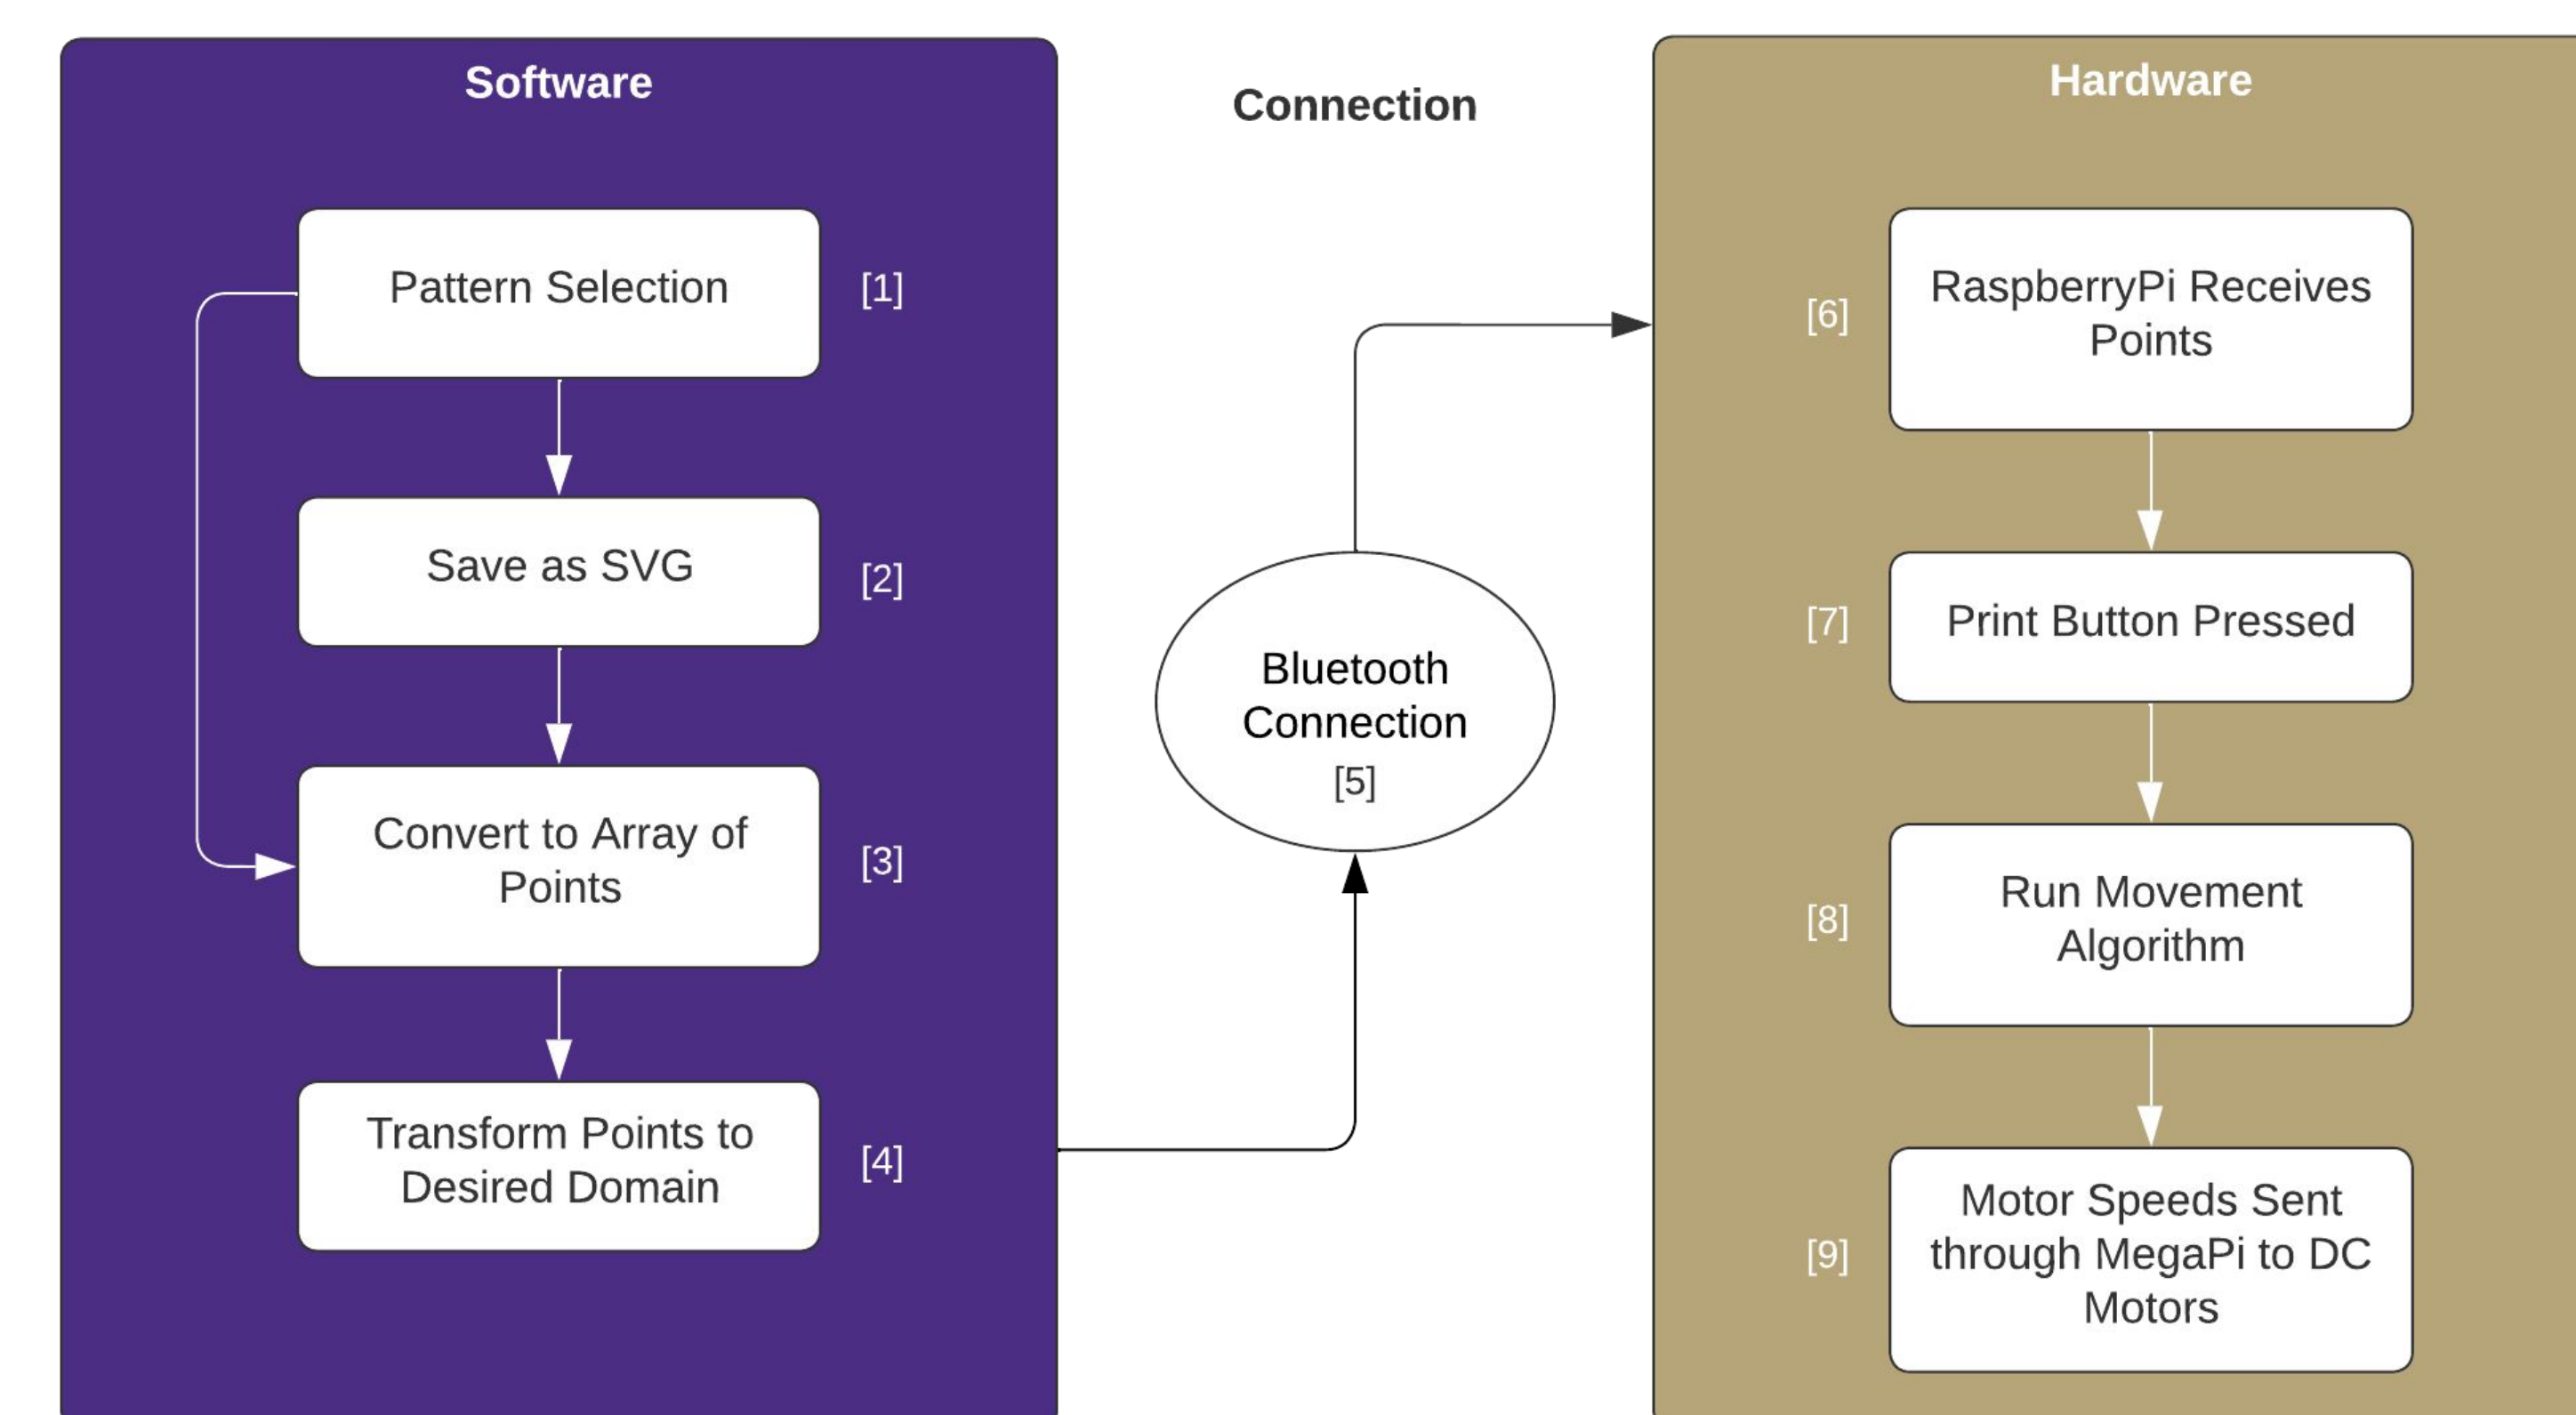 Software
Pattern Selection
[1]
Save as SVG
[2]
Convert to Array of
Points
[3]
Transform Points to
Desired Domain
[4]
Connection
Bluetooth
Connection
[5]
Hardware
[6]
RaspberryPi Receives
Points
[7]
Print Button Pressed
[8]
Run Movement
Algorithm
[9]
Motor Speeds Sent
through MegaPi to DC
Motors